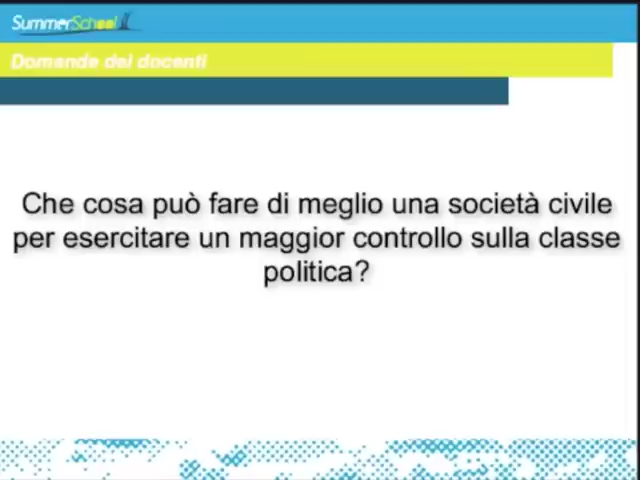 SummerSchool
Domande dei docenti
Che cosa può fare di meglio una società civile
per esercitare un maggior controllo sulla classe
politica?